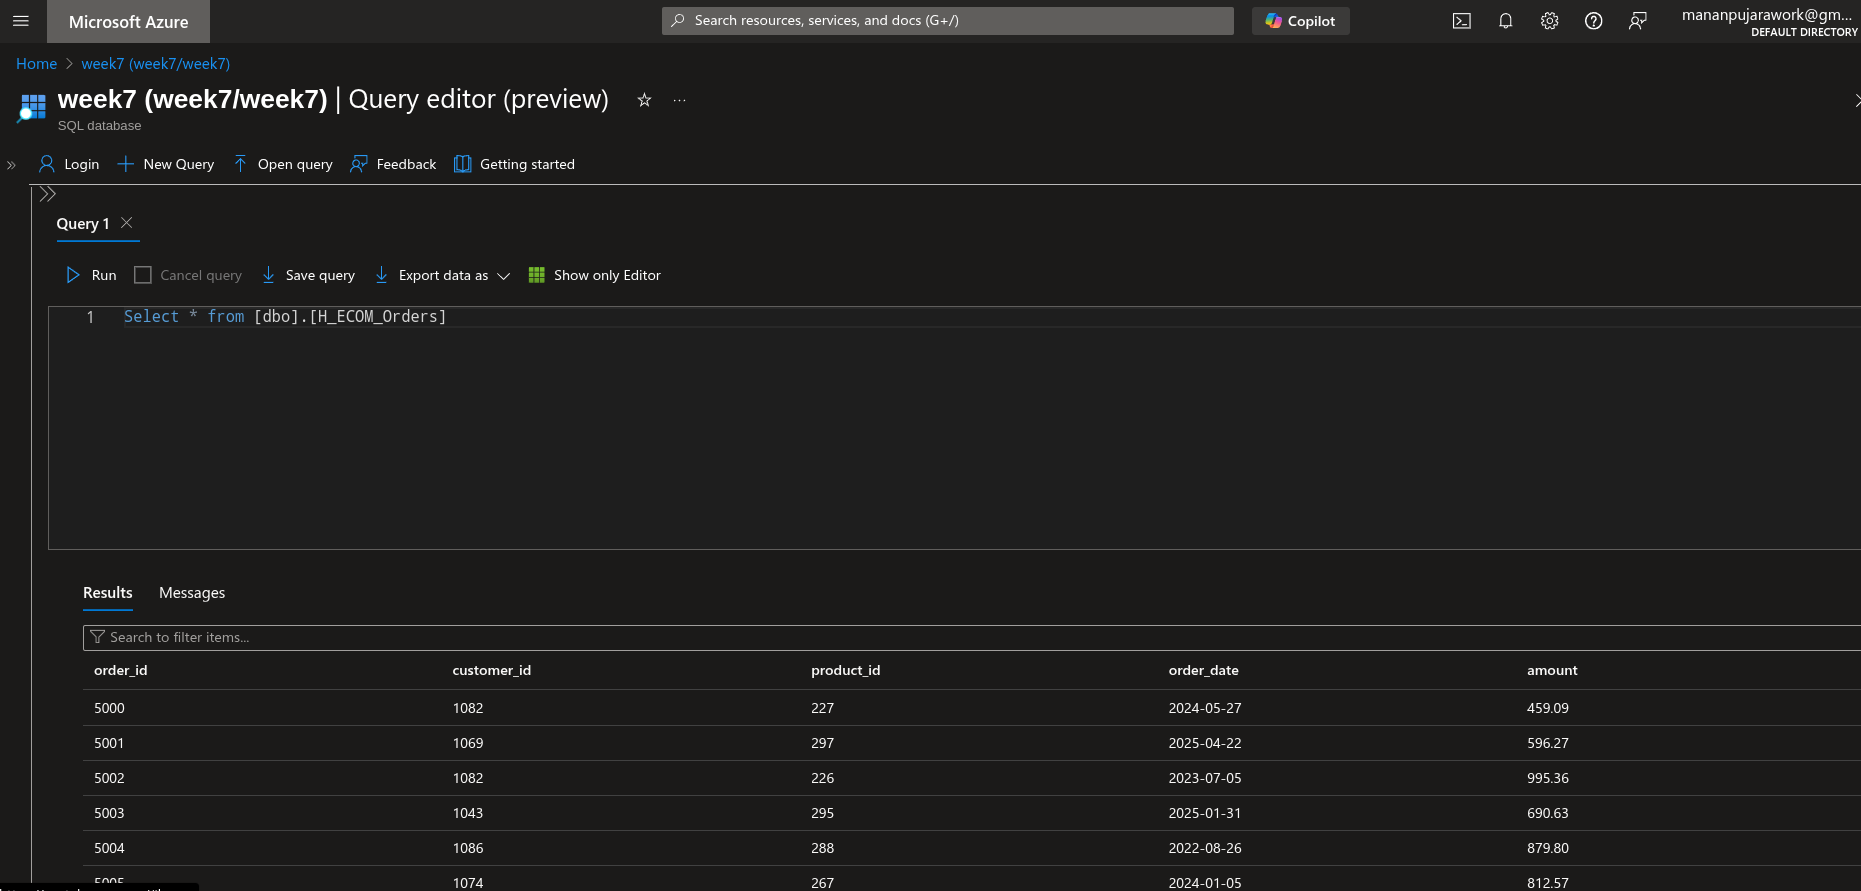 Microsoft Azure
Search resources, services, and docs (G+/)
Copilot
mananpujarawork@gm...
DEFAULT DIRECTORY
Home > week7 (week7/week7)
week7 (week7/week7) | Query editor (preview) ...
SQL database
Login New Query Open query Feedback Getting started
Query 1
Run Cancel query Save query Export data as Show only Editor
1 Select * from [dbo].[H_ECOM_Orders]
Results Messages
Search to filter items...
order_id customer_id product_id order_date amount
5000 1082 227 2024-05-27 459.09
5001 1069 297 2025-04-22 596.27
5002 1082 226 2023-07-05 995.36
5003 1043 295 2025-01-31 690.63
5004 1086 288 2022-08-26 879.80
5005 1074 267 2024-01-05 812.57